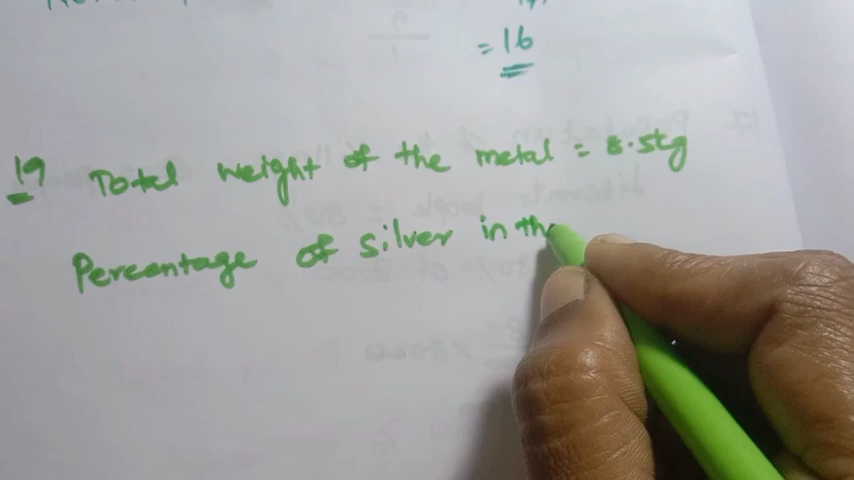 = 16
19 Total weight of the metal = 8.5kg
Percentage of silver in the